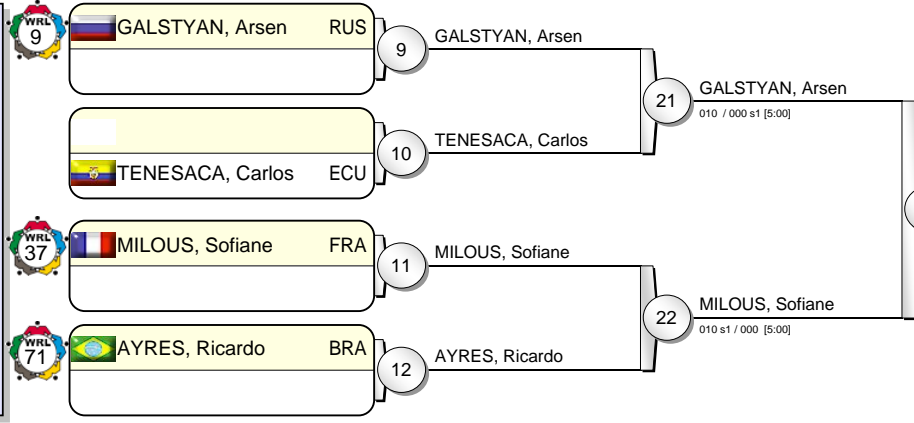 WRL
9
GALSTYAN, Arsen RUS
9
GALSTYAN, Arsen
21
GALSTYAN, Arsen
010 / 000 s1 [5:00]
10
TENESACA, Carlos
TENESACA, Carlos ECU
WRL
37
MILOUS, Sofiane FRA
11
MILOUS, Sofiane
22
MILOUS, Sofiane
010 s1 / 000 [5:00]
WRL
71
AYRES, Ricardo BRA
12
AYRES, Ricardo